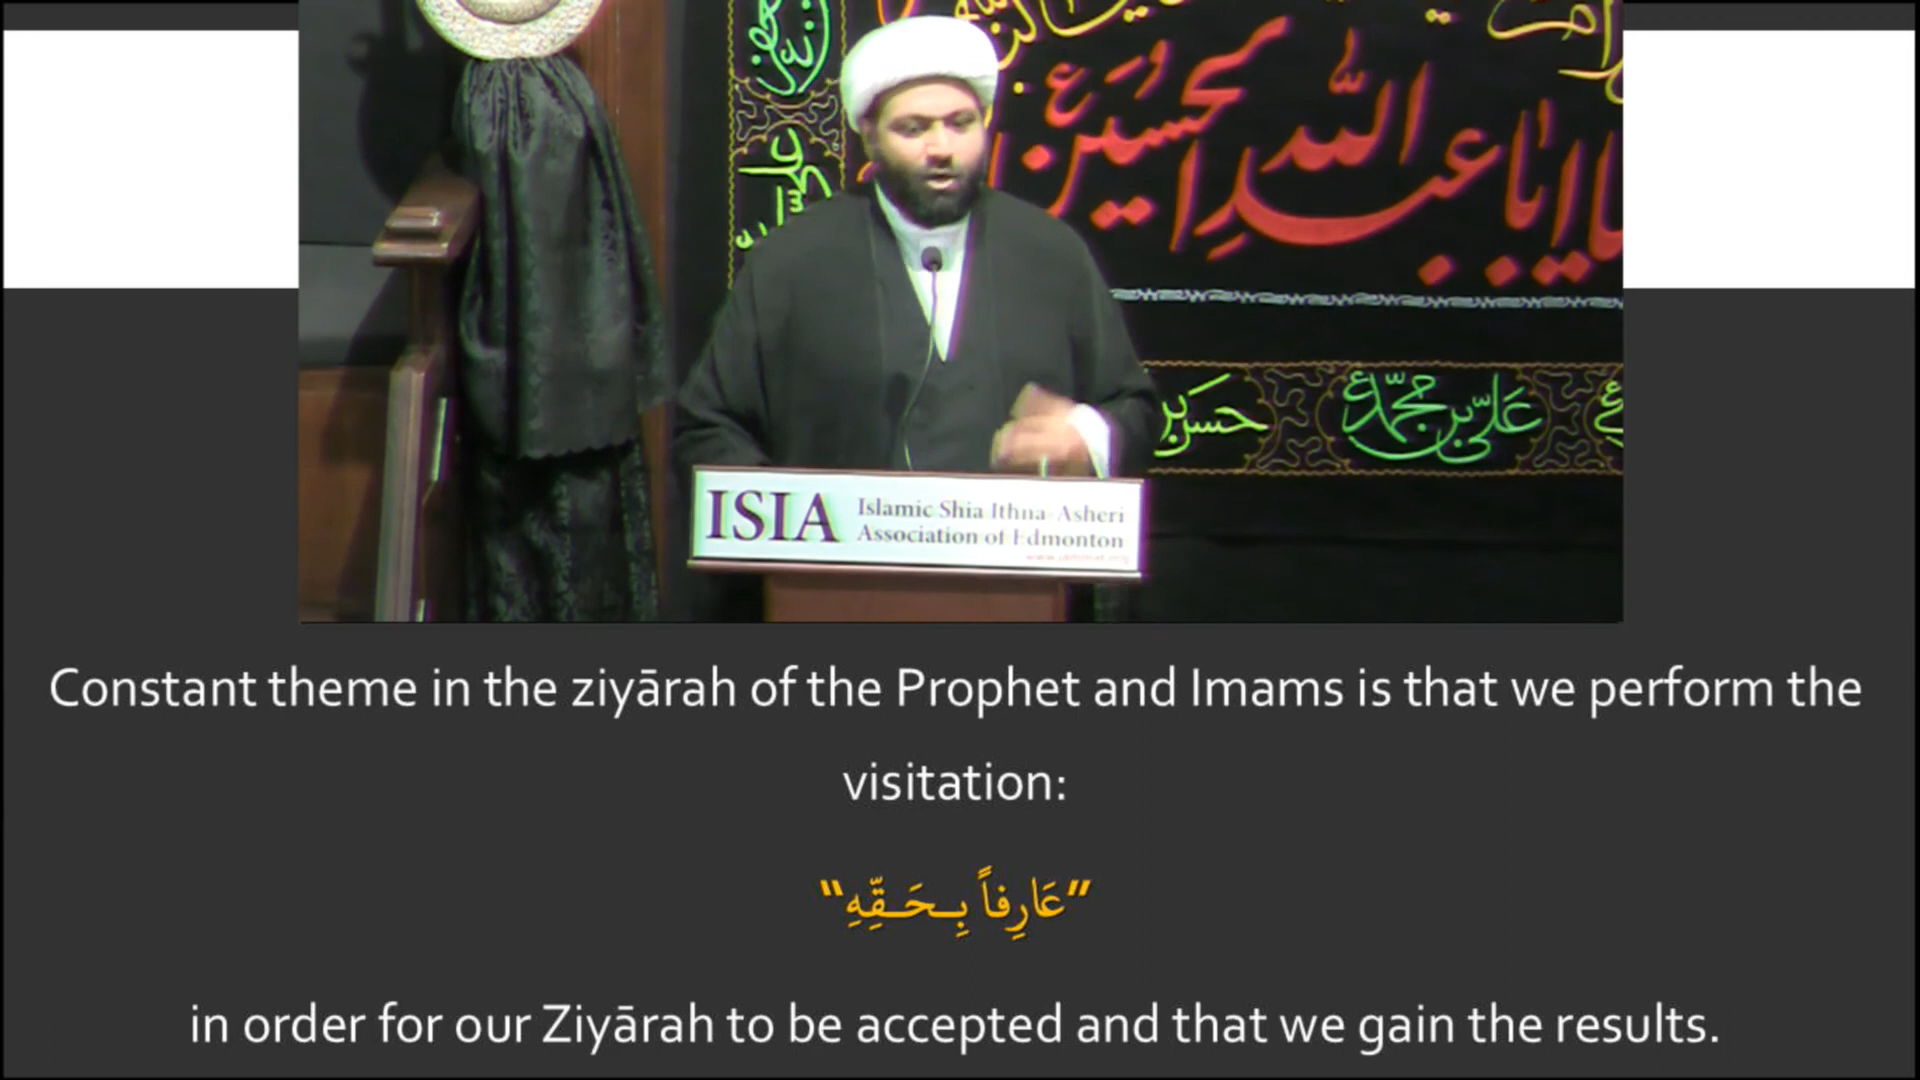 يا ابا عبد الله الحسين
علي بن محمد ع
حسن بن
ISIA
Islamic Shia Ithna-Asheri
Association of Edmonton
Constant theme in the ziyārah of the Prophet and Imams is that we perform the
visitation:
"عَارِفاً بِـحَـقِّهِ"
in order for our Ziyārah to be accepted and that we gain the results.